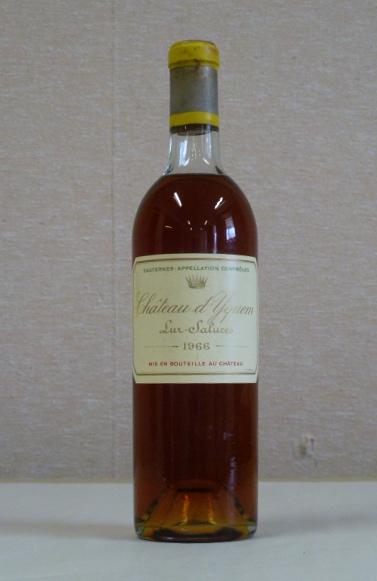 SAUTERNES-APPELLATION CONTRÔLÉE
Château d'Yquem
Lur-Saluces
1966
MIS EN BOUTEILLE AU CHÂTEAU